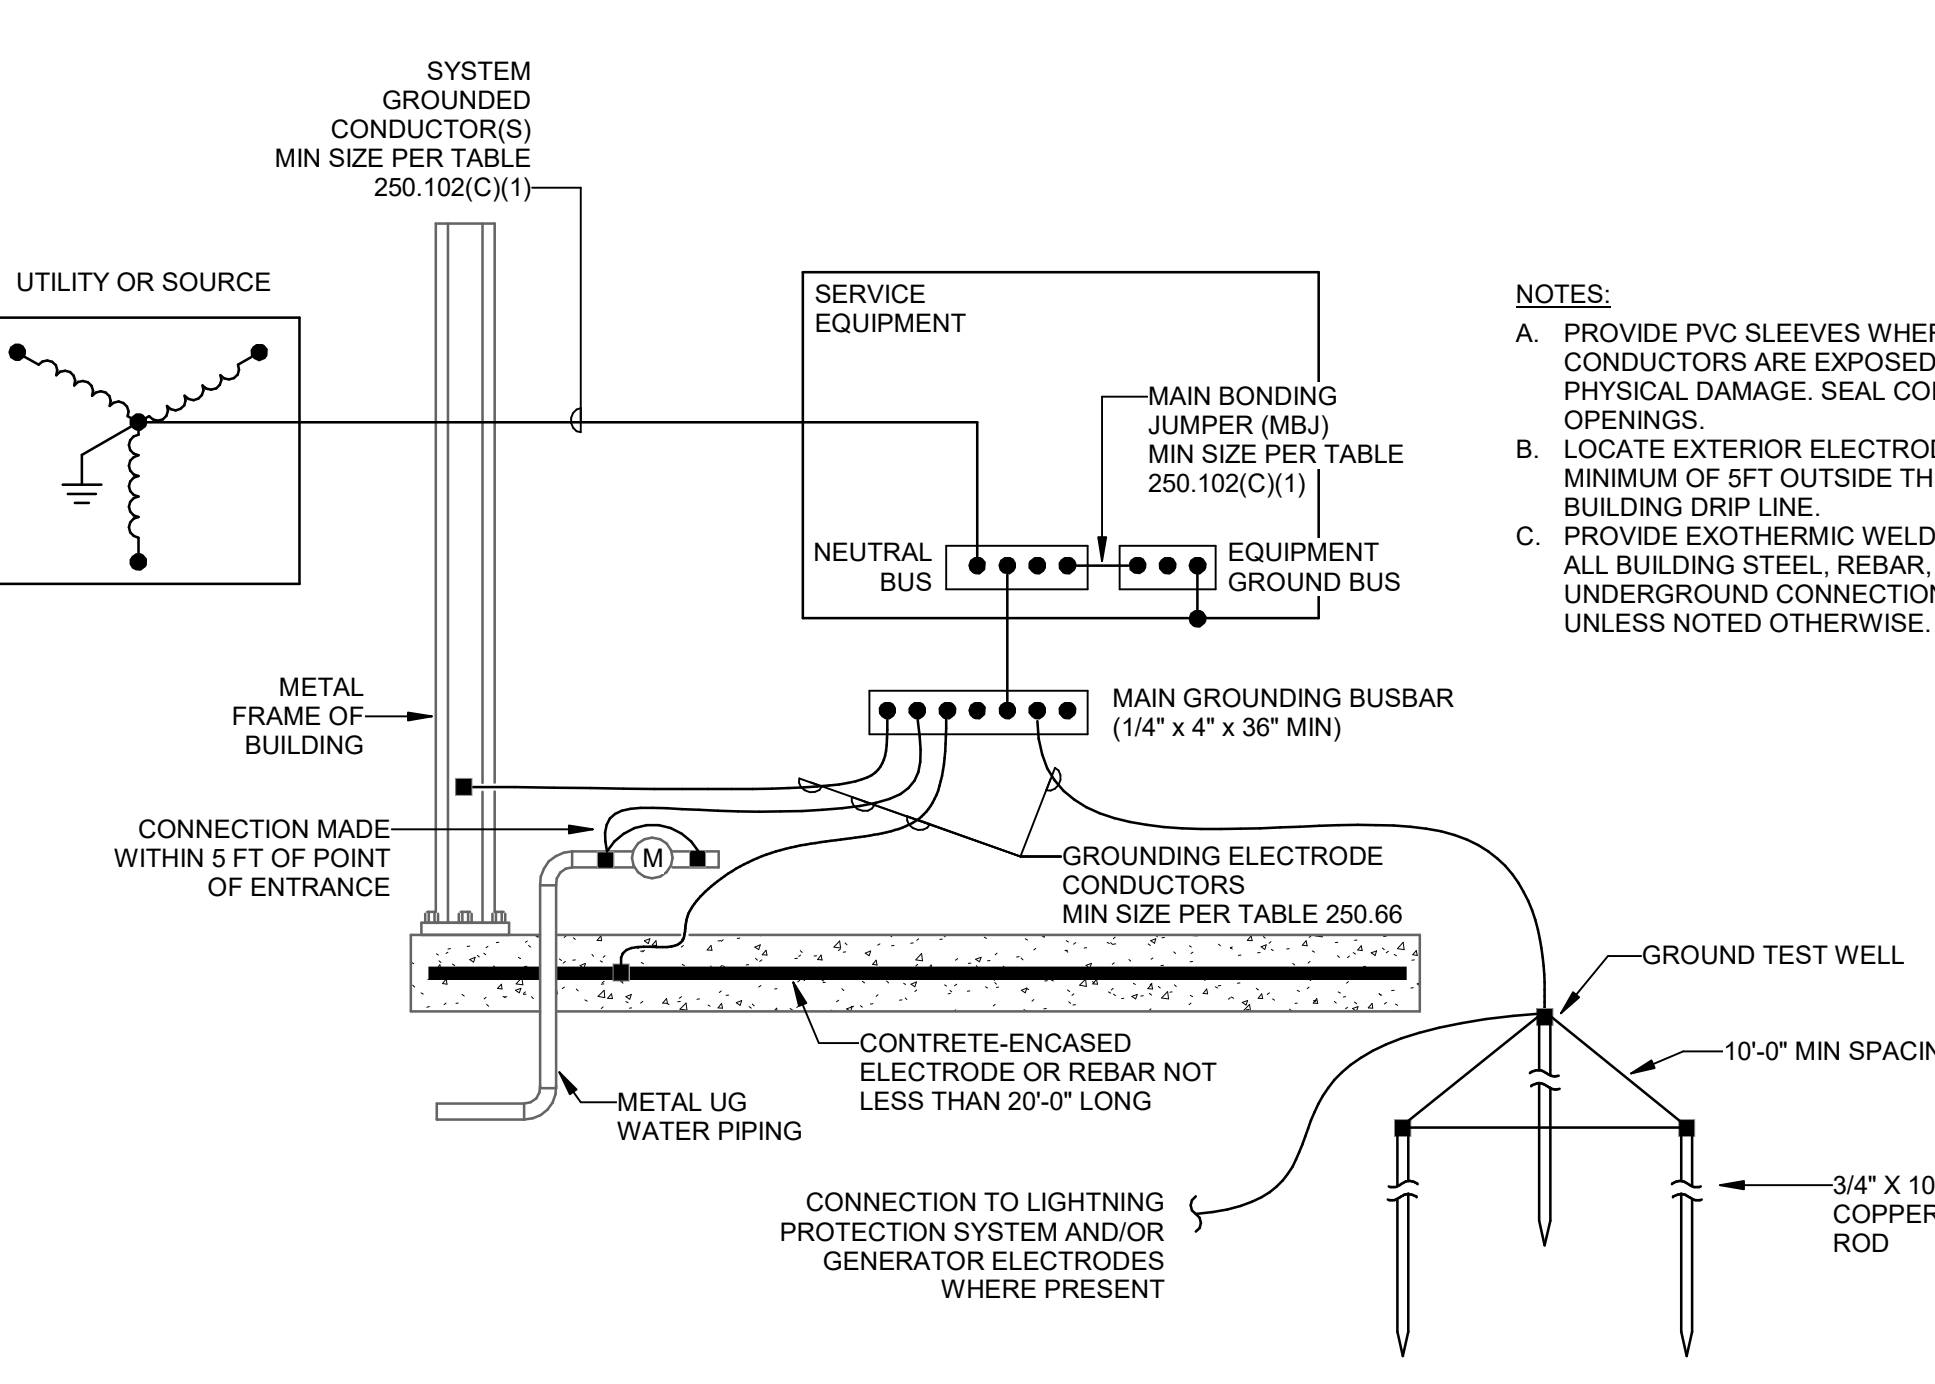 SYSTEM
GROUNDED
CONDUCTOR(S)
MIN SIZE PER TABLE
250.102(C)(1)
UTILITY OR SOURCE
SERVICE
EQUIPMENT
MAIN BONDING
JUMPER (MBJ)
MIN SIZE PER TABLE
250.102(C)(1)
NEUTRAL
BUS
EQUIPMENT
GROUND BUS
NOTES:
A. PROVIDE PVC SLEEVES
CONDUCTORS ARE EXPOSED
PHYSICAL DAMAGE. SEAL
OPENINGS.
B. LOCATE EXTERIOR
MINIMUM OF 5FT OUTSIDE
BUILDING DRIP LINE.
C. PROVIDE EXOTHERMIC WELD
ALL BUILDING STEEL, REBAR,
UNDERGROUND
UNLESS NOTED OTHERWISE.
METAL
FRAME OF
BUILDING
MAIN GROUNDING BUSBAR
(1/4" x 4" x 36" MIN)
CONNECTION MADE
WITHIN 5 FT OF POINT
OF ENTRANCE
M
GROUNDING ELECTRODE
CONDUCTORS
MIN SIZE PER TABLE 250.66
GROUND TEST WELL
CONTRETE-ENCASED
ELECTRODE OR REBAR NOT
LESS THAN 20'-0" LONG
10'-0" MIN
METAL UG
WATER PIPING
CONNECTION TO LIGHTNING
PROTECTION SYSTEM AND/OR
GENERATOR ELECTRODES
WHERE PRESENT
3/4" X 10
COPPER
ROD